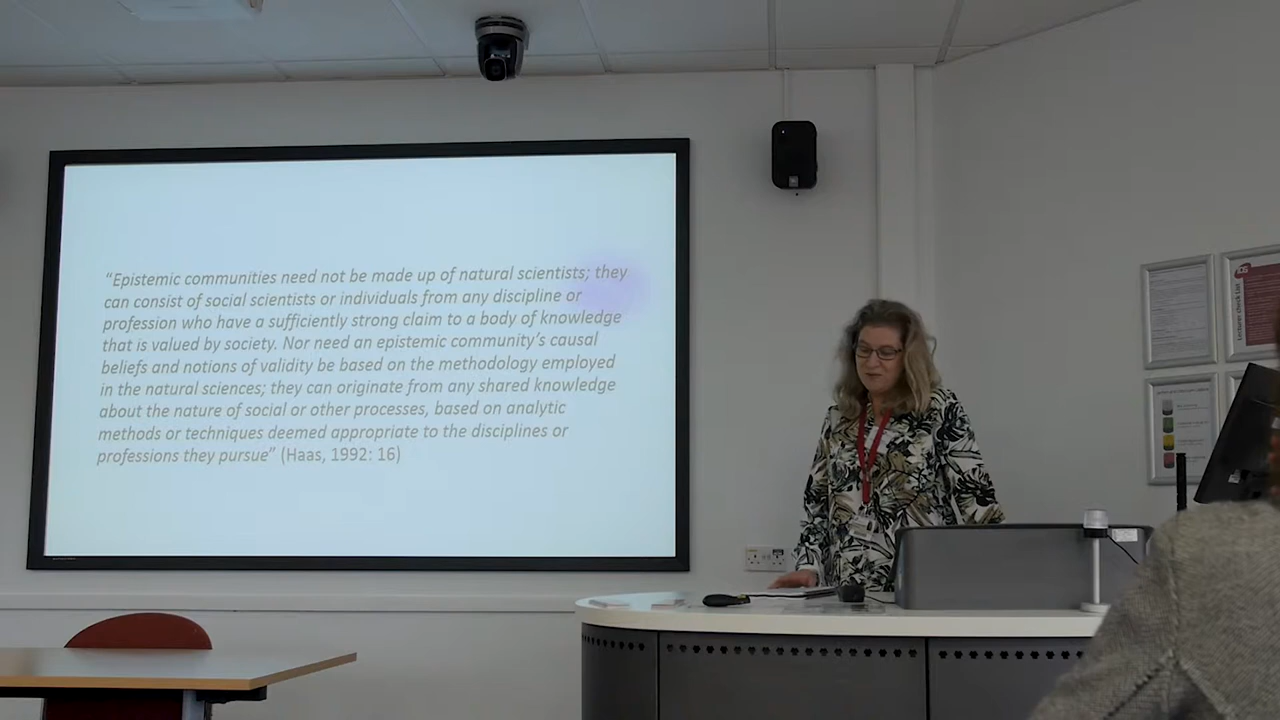 “Epistemic communities need not be made up of natural scientists; they
can consist of social scientists or individuals from any discipline or
profession who have a sufficiently strong claim to a body of knowledge
that is valued by society. Nor need an epistemic community’s causal
beliefs and notions of validity be based on the methodology employed
in the natural sciences; they can originate from any shared knowledge
about the nature of social or other processes, based on analytic
methods or techniques deemed appropriate to the disciplines or
professions they pursue” (Haas, 1992: 16)
Lecturer check List